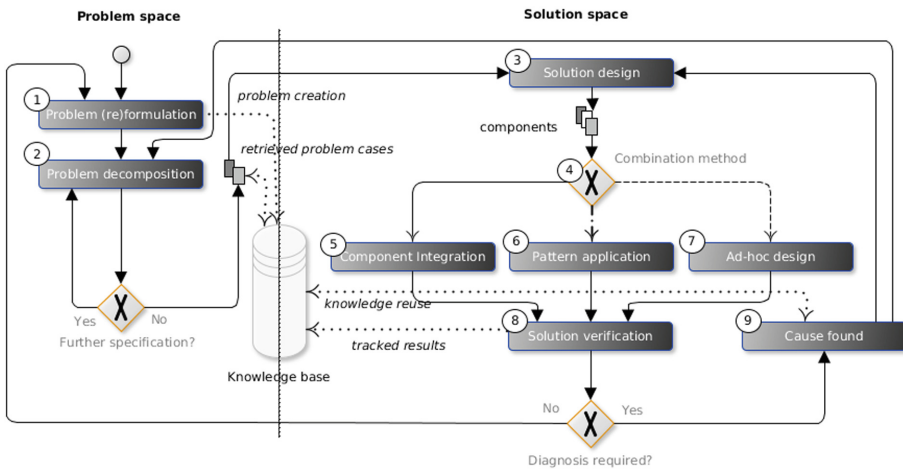 Problem space
Solution space
3
Solution design
problem creation
1
Problem (re)formulation
components
2
retrieved problem cases
Problem decomposition
4
Combination method
5
Component Integration
6
Pattern application
7
Ad-hoc design
knowledge reuse
Yes
No
8
Solution verification
9
Cause found
Further specification?
tracked results
Knowledge base
No
Yes
Diagnosis required?